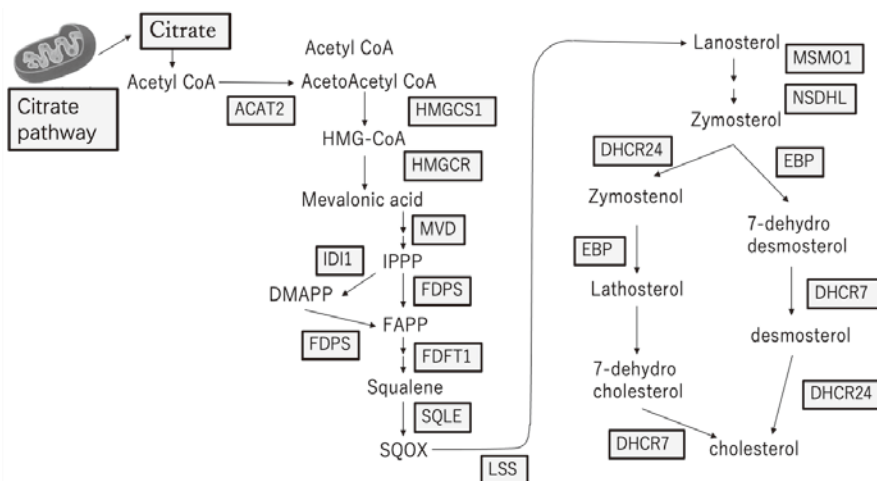 Citrate
Citrate
pathway
Acetyl CoA
ACAT2
Acetyl CoA
AcetoAcetyl CoA
HMGCS1
HMG-CoA
HMGCR
Mevalonic acid
MVD
IDI1
IPPP
DMAPP
FDPS
FDPS
FAPP
FDFT1
Squalene
SQLE
SQOX
LSS
Lanosterol
MSMO1
NSDHL
Zymosterol
DHCR24
EBP
Zymostenol
EBP
Lathosterol
7-dehydro
cholesterol
DHCR7
7-dehydro
desmosterol
DHCR7
desmosterol
DHCR24
cholesterol